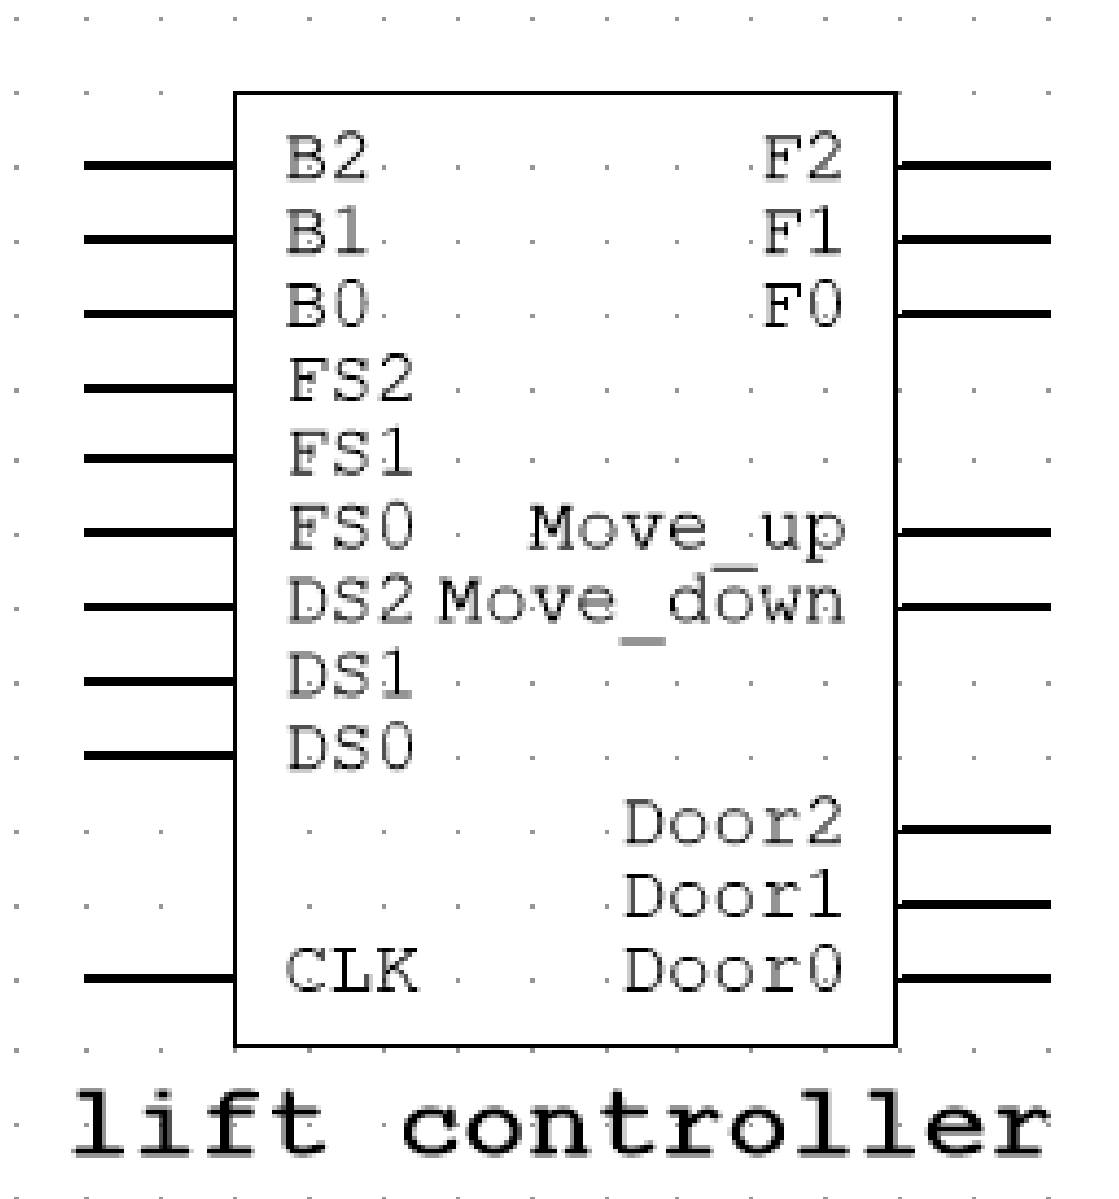 B2 F2
B1 F1
B0 F0
FS2
FS1
FS0 Move_up
DS2 Move_down
DS1
DS0
Door2
Door1
CLK Door0
lift controller